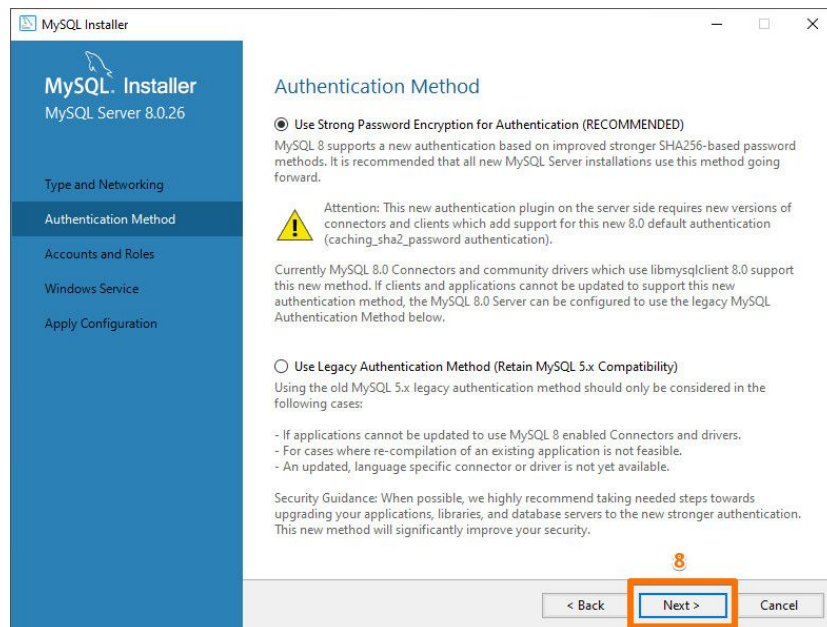 MySQL Installer
MySQL. Installer
MySQL Server 8.0.26
Type and Networking
Authentication Method
Accounts and Roles
Windows Service
Apply Configuration
Authentication Method
Use Strong Password Encryption for Authentication (RECOMMENDED)
MySQL 8 supports a new authentication based on improved stronger SHA256-based password
methods. It is recommended that all new MySQL Server installations use this method going
forward.
Attention: This new authentication plugin on the server side requires new versions of
connectors and clients which add support for this new 8.0 default authentication
(caching_sha2_password authentication).
Currently MySQL 8.0 Connectors and community drivers which use libmysqlclient 8.0 support
this new method. If clients and applications cannot be updated to support this new
authentication method, the MySQL 8.0 Server can be configured to use the legacy MySQL
Authentication Method below.
Use Legacy Authentication Method (Retain MySQL 5.x Compatibility)
Using the old MySQL 5.x legacy authentication method should only be considered in the
following cases:
- If applications cannot be updated to use MySQL 8 enabled Connectors and drivers.
- For cases where re-compilation of an existing application is not feasible.
- An updated, language specific connector or driver is not yet available.
Security Guidance: When possible, we highly recommend taking needed steps towards
upgrading your applications, libraries, and database servers to the new stronger authentication.
This new method will significantly improve your security.
8
< Back
Next >
Cancel